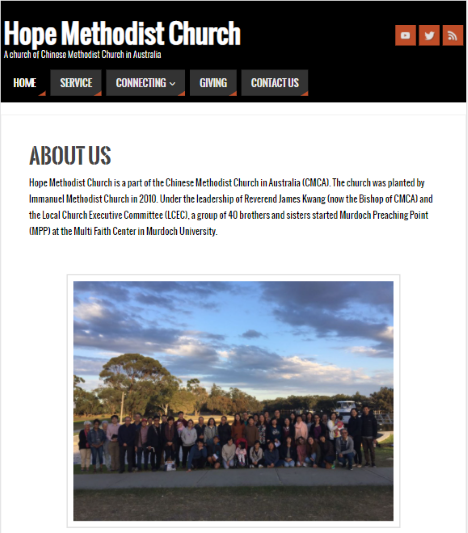 Hope Methodist Church
A church of Chinese Methodist Church in Australia
HOME SERVICE CONNECTING GIVING CONTACT US
ABOUT US
Hope Methodist Church is a part of the Chinese Methodist Church in Australia (CMCA). The church was planted by
Immanuel Methodist Church in 2010. Under the leadership of Reverend James Kwang (now the Bishop of CMCA) and
the Local Church Executive Committee (LCEC), a group of 40 brothers and sisters started Murdoch Preaching Point
(MPP) at the Multi Faith Center in Murdoch University.